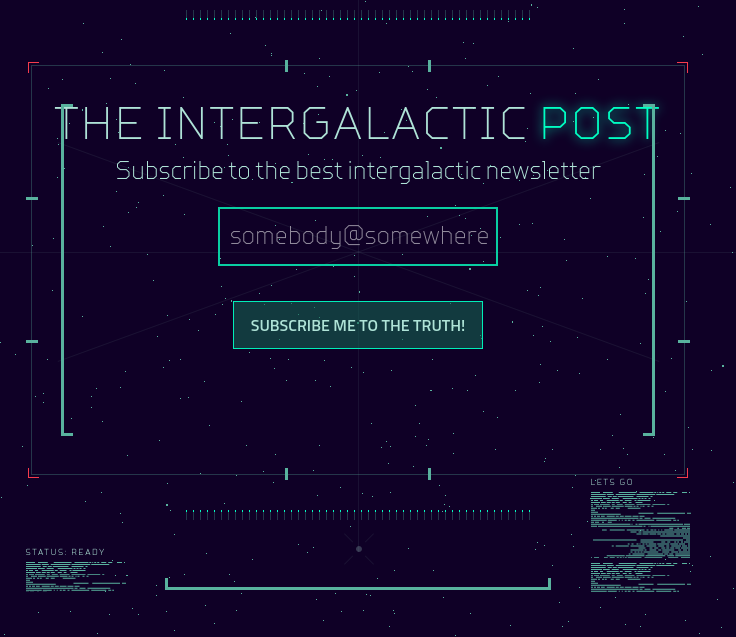 THE INTERGALACTIC POST
Subscribe to the best intergalactic newsletter
somebody@somewhere
SUBSCRIBE ME TO THE TRUTH!
LETS GO
STATUS: READY